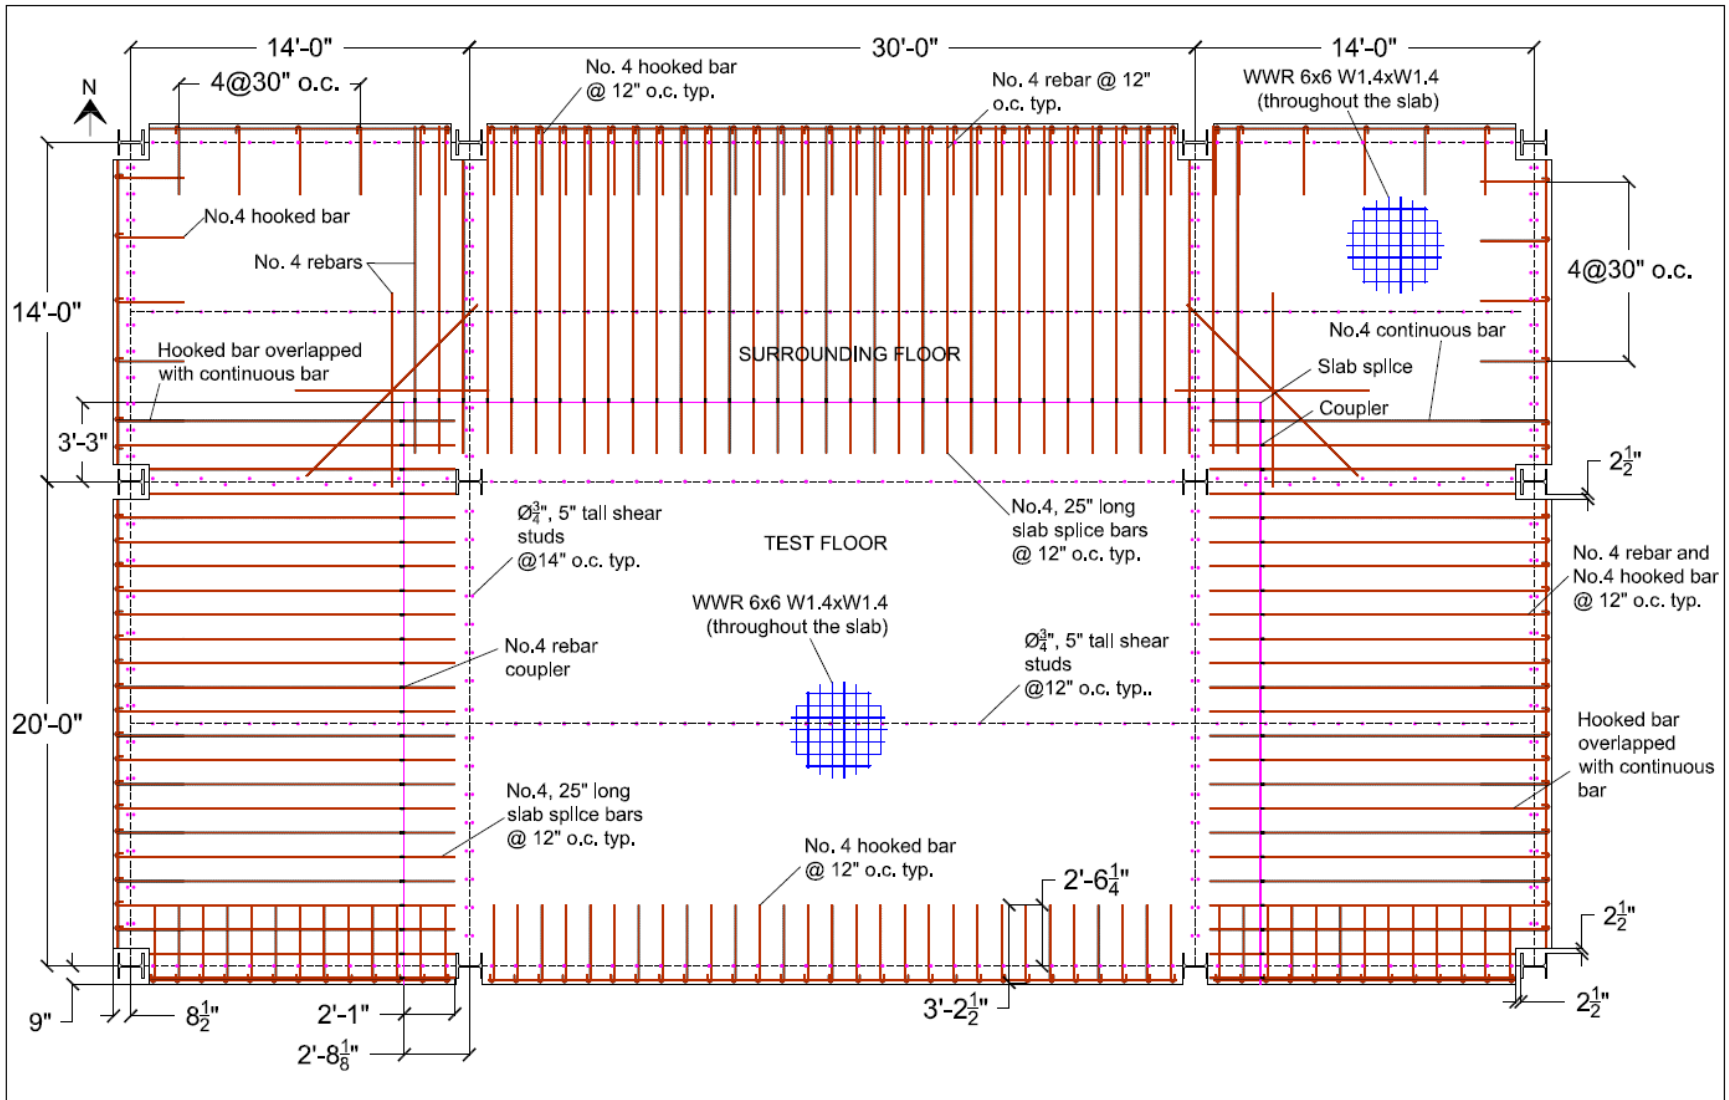 14'-0"
30'-0"
14'-0"
4@30" o.c.
No. 4 hooked bar
@ 12" o.c. typ.
No. 4 rebar @ 12"
o.c. typ.
WWR 6x6 W1.4xW1.4
(throughout the slab)
N
No.4 hooked bar
No. 4 rebars
4@30" o.c.
14'-0"
No.4 continuous bar
Hooked bar overlapped
with continuous bar
SURROUNDING FLOOR
Slab splice
Coupler
3'-3"
2½"
Ø¾", 5" tall shear
studs
@14" o.c. typ.
TEST FLOOR
No.4, 25" long
slab splice bars
@ 12" o.c. typ.
No. 4 rebar and
No.4 hooked bar
@ 12" o.c. typ.
WWR 6x6 W1.4xW1.4
(throughout the slab)
No.4 rebar
coupler
Ø¾", 5" tall shear
studs
@12" o.c. typ..
20'-0"
Hooked bar
overlapped
with continuous
bar
No.4, 25" long
slab splice bars
@ 12" o.c. typ.
No. 4 hooked bar
@ 12" o.c. typ.
2'-6¼"
2½"
9"
8½"
2'-1"
3'-2½"
2½"
2'-8⅛"